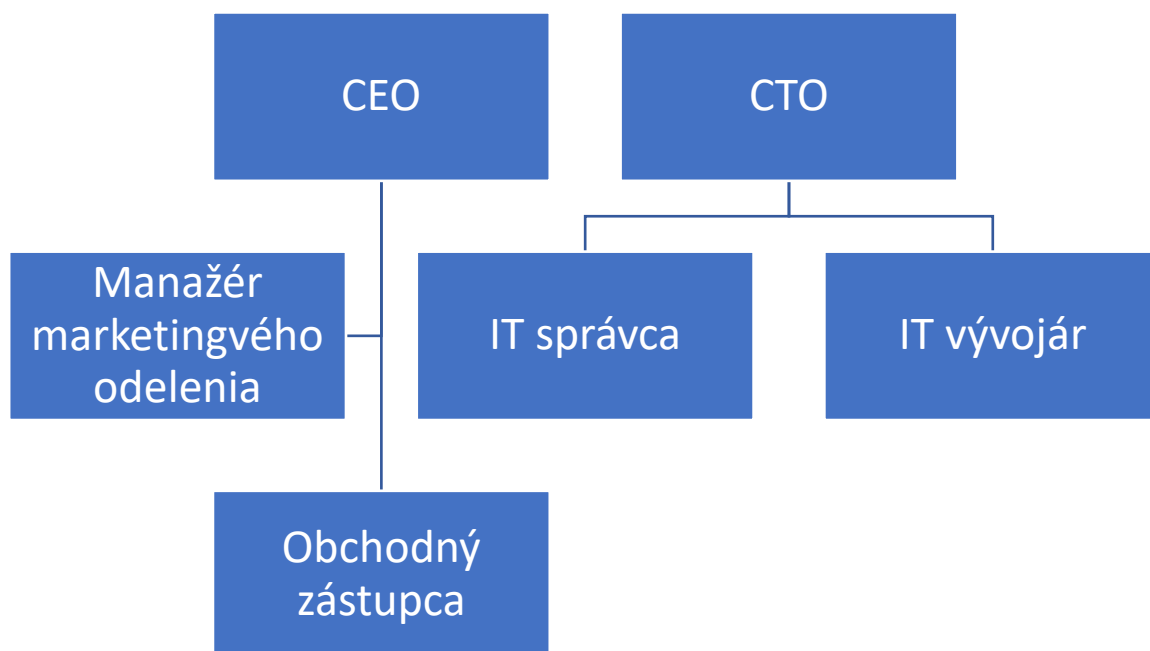 CEO
CTO
Manažér
marketingvého
odelenia
IT správca
IT vývojár
Obchodný
zástupca